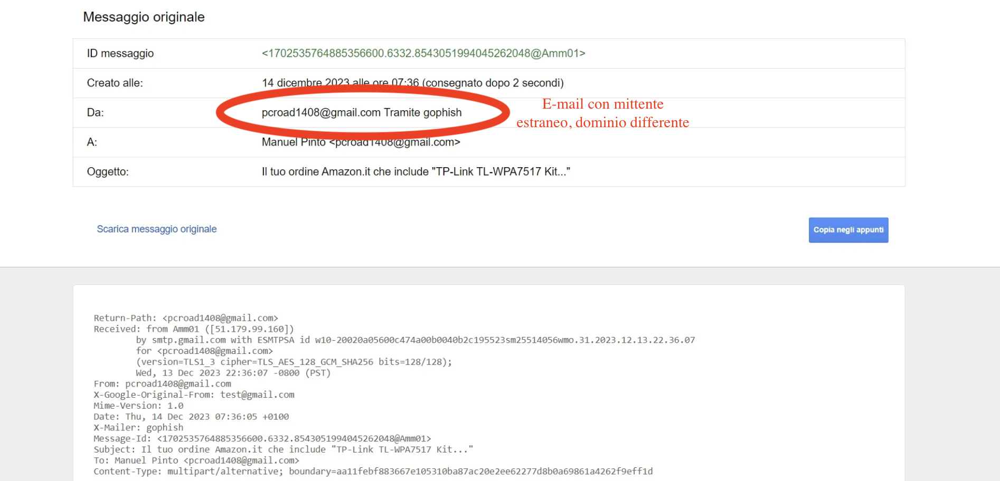 Messaggio originale
ID messaggio <1702535764885356600.6332.8543051994045262048@Amm01>
Creato alle: 14 dicembre 2023 alle ore 07:36 (consegnato dopo 2 secondi)
Da: pcroad1408@gmail.com Tramite gophish
E-mail con mittente
estraneo, dominio differente
A: Manuel Pinto <pcroad1408@gmail.com>
Oggetto: Il tuo ordine Amazon.it che include "TP-Link TL-WPA7517 Kit..."
Scarica messaggio originale
Copia negli appunti
Return-Path: <pcroad1408@gmail.com>
Received: from Amm01 ([51.179.99.160])
by smtp.gmail.com with ESMTPSA id w10-20020a05600c474a00b0040b2c195523sm25514056wmo.31.2023.12.13.22.36.07
for <pcroad1408@gmail.com>
(version=TLS1_3 cipher=TLS_AES_128_GCM_SHA256 bits=128/128);
Wed, 13 Dec 2023 22:36:07 -0800 (PST)
From: pcroad1408@gmail.com
X-Google-Original-From: test@gmail.com
Mime-Version: 1.0
Date: Thu, 14 Dec 2023 07:36:05 +0100
X-Mailer: gophish
Message-Id: <1702535764885356600.6332.8543051994045262048@Amm01>
Subject: Il tuo ordine Amazon.it che include "TP-Link TL-WPA7517 Kit..."
To: Manuel Pinto <pcroad1408@gmail.com>
Content-Type: multipart/alternative; boundary=aa11febf883667e105310ba87ac20e2ee62277d8b0a69861a4262f9eff1d